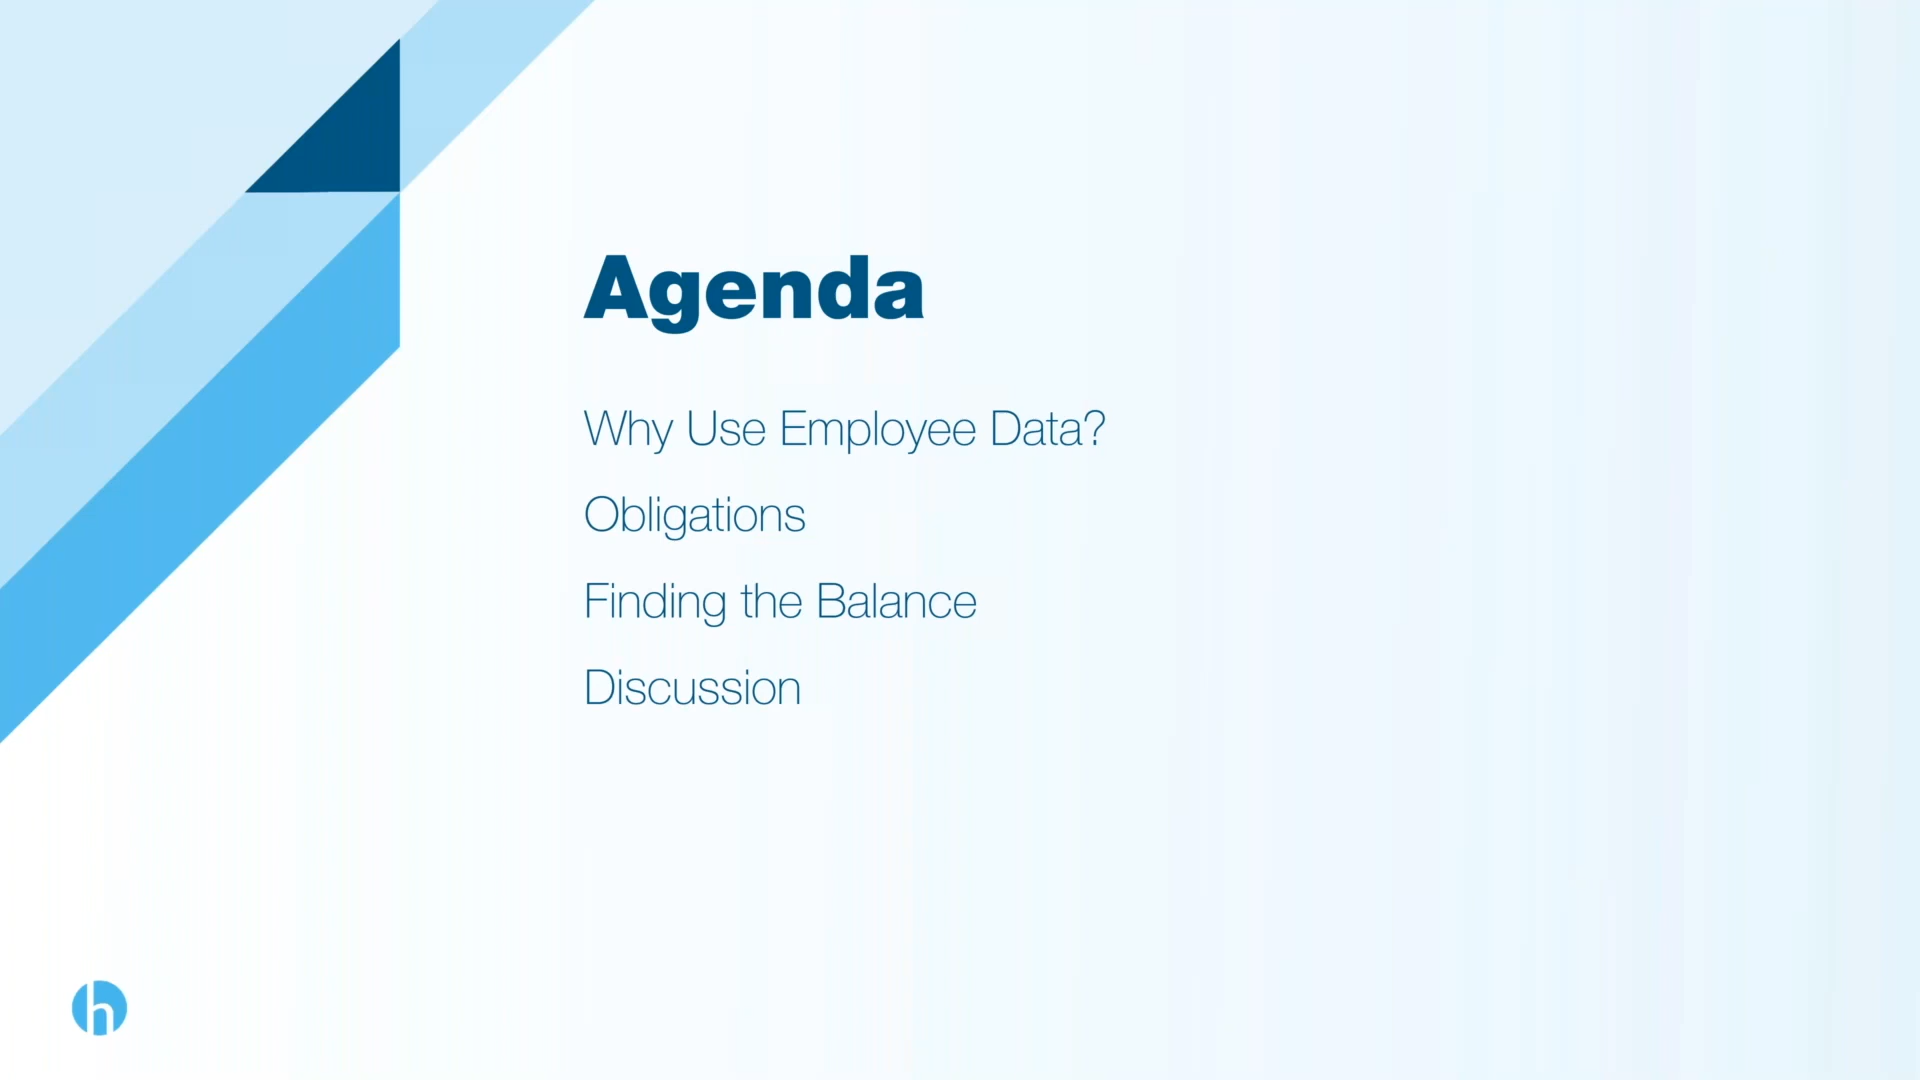 Agenda
Why Use Employee Data?
Obligations
Finding the Balance
Discussion
h